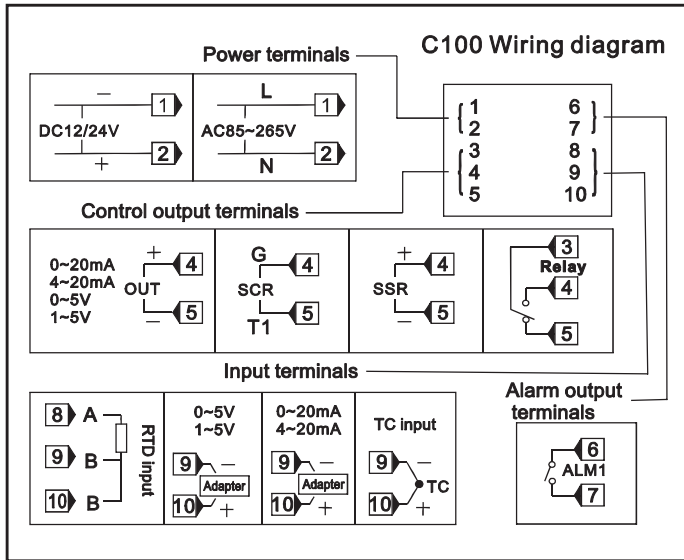 C100 Wiring diagram
Power terminals
− 1
DC12/24V
+ 2
L 1
AC85~265V
N 2
1 6
2 7
3 8
4 9
5 10
Control output terminals
0~20mA
4~20mA
0~5V
1~5V
+ 4
OUT
− 5
G 4
SCR
T1 5
+ 4
SSR
− 5
3
Relay
4
5
Input terminals
8 A
9 B
10 B
RTD input
0~5V
1~5V
9 −
Adapter
10 +
0~20mA
4~20mA
9 −
Adapter
10 +
TC input
9 −
TC
10 +
Alarm output
terminals
6
ALM1
7